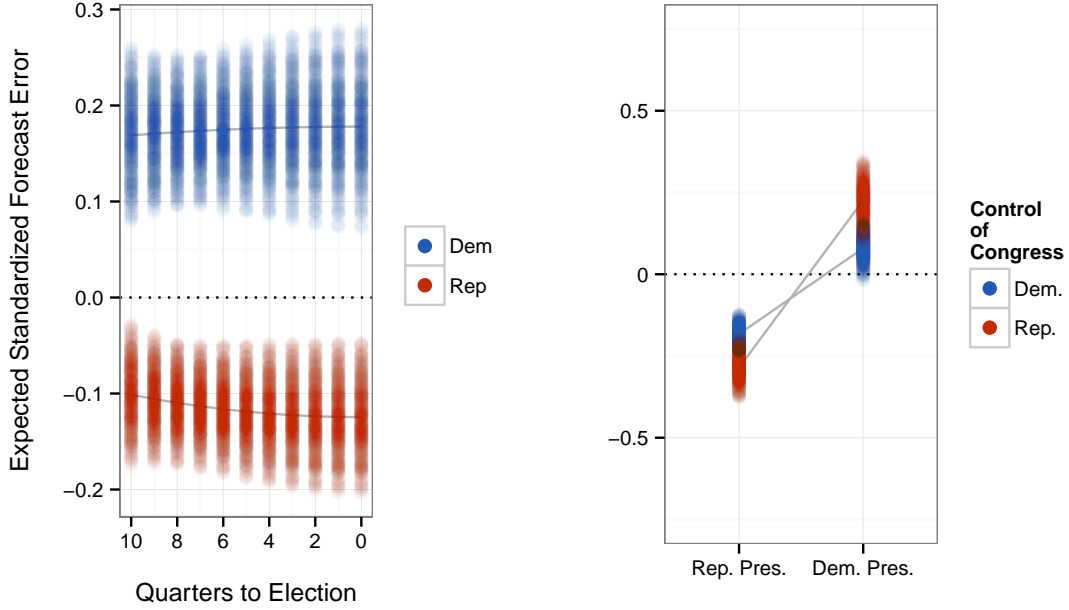 Expected Standardized Forecast Error
0.3
0.2
0.1
0.0
−0.1
−0.2
10 8 6 4 2 0
Quarters to Election
Dem
Rep
0.5
0
−0.5
Rep. Pres. Dem. Pres.
Control
of
Congress
Dem.
Rep.